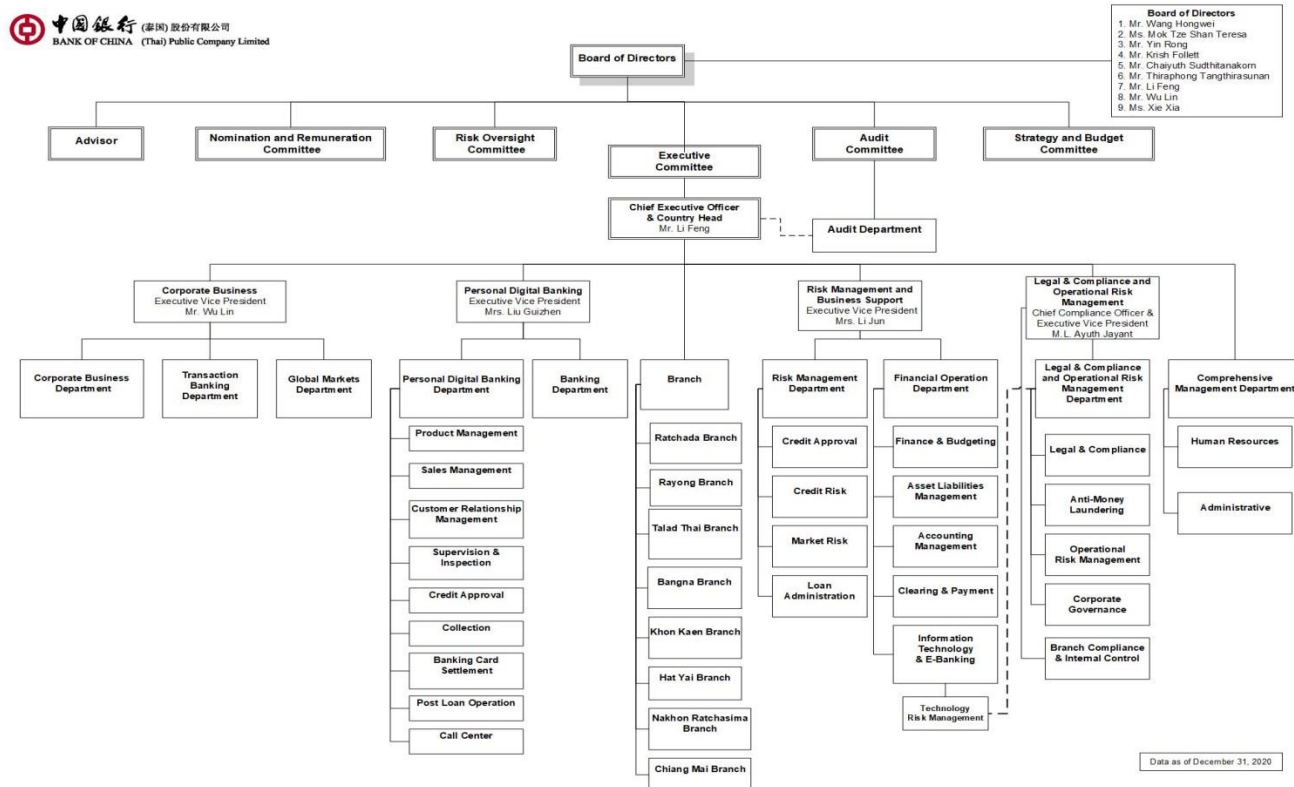 中國銀行 (泰国) 股份有限公司
BANK OF CHINA (Thai) Public Company Limited
Board of Directors
1. Mr. Wang Hongwei
2. Ms. Mok Tze Shan Teresa
3. Mr. Yin Rong
4. Mr. Krish Follett
5. Mr. Chaiyuth Sudthitanakorn
6. Mr. Thiraphong Tangthirasunan
7. Mr. Li Feng
8. Mr. Wu Lin
9. Ms. Xie Xia
Board of Directors
Advisor
Nomination and Remuneration
Committee
Risk Oversight
Committee
Executive
Committee
Audit
Committee
Strategy and Budget
Committee
Chief Executive Officer
& Country Head
Mr. Li Feng
Audit Department
Corporate Business
Executive Vice President
Mr. Wu Lin
Personal Digital Banking
Executive Vice President
Mrs. Liu Guizhen
Risk Management and
Business Support
Executive Vice President
Mrs. Li Jun
Legal & Compliance and
Operational Risk
Management
Chief Compliance Officer &
Executive Vice President
M.L. Ayuth Jayant
Corporate Business
Department
Transaction
Banking
Department
Global Markets
Department
Personal Digital Banking
Department
Banking
Department
Branch
Risk Management
Department
Financial Operation
Department
Legal & Compliance
and Operational Risk
Management
Department
Comprehensive
Management Department
Product Management
Sales Management
Customer Relationship
Management
Supervision &
Inspection
Credit Approval
Collection
Banking Card
Settlement
Post Loan Operation
Call Center
Ratchada Branch
Rayong Branch
Talad Thai Branch
Bangna Branch
Khon Kaen Branch
Hat Yai Branch
Nakhon Ratchasima
Branch
Chiang Mai Branch
Credit Approval
Credit Risk
Market Risk
Loan
Administration
Finance & Budgeting
Asset Liabilities
Management
Accounting
Management
Clearing & Payment
Information
Technology
& E-Banking
Technology
Risk Management
Legal & Compliance
Anti-Money
Laundering
Operational
Risk Management
Corporate
Governance
Branch Compliance
& Internal Control
Human Resources
Administrative
Data as of December 31, 2020